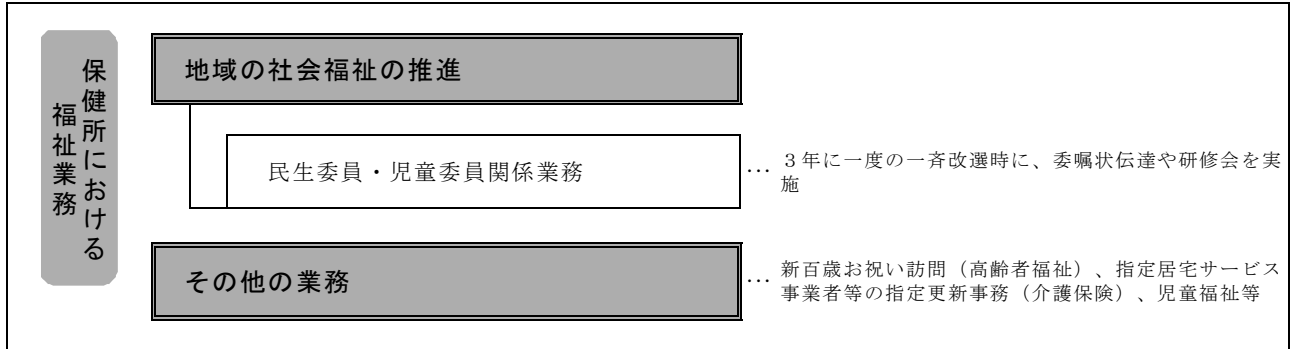 保健所における
福祉業務
地域の社会福祉の推進
民生委員・児童委員関係業務
… ３年に一度の一斉改選時に、委嘱状伝達や研修会を実
施
その他の業務
… 新百歳お祝い訪問（高齢者福祉）、指定居宅サービス
事業者等の指定更新事務（介護保険）、児童福祉等